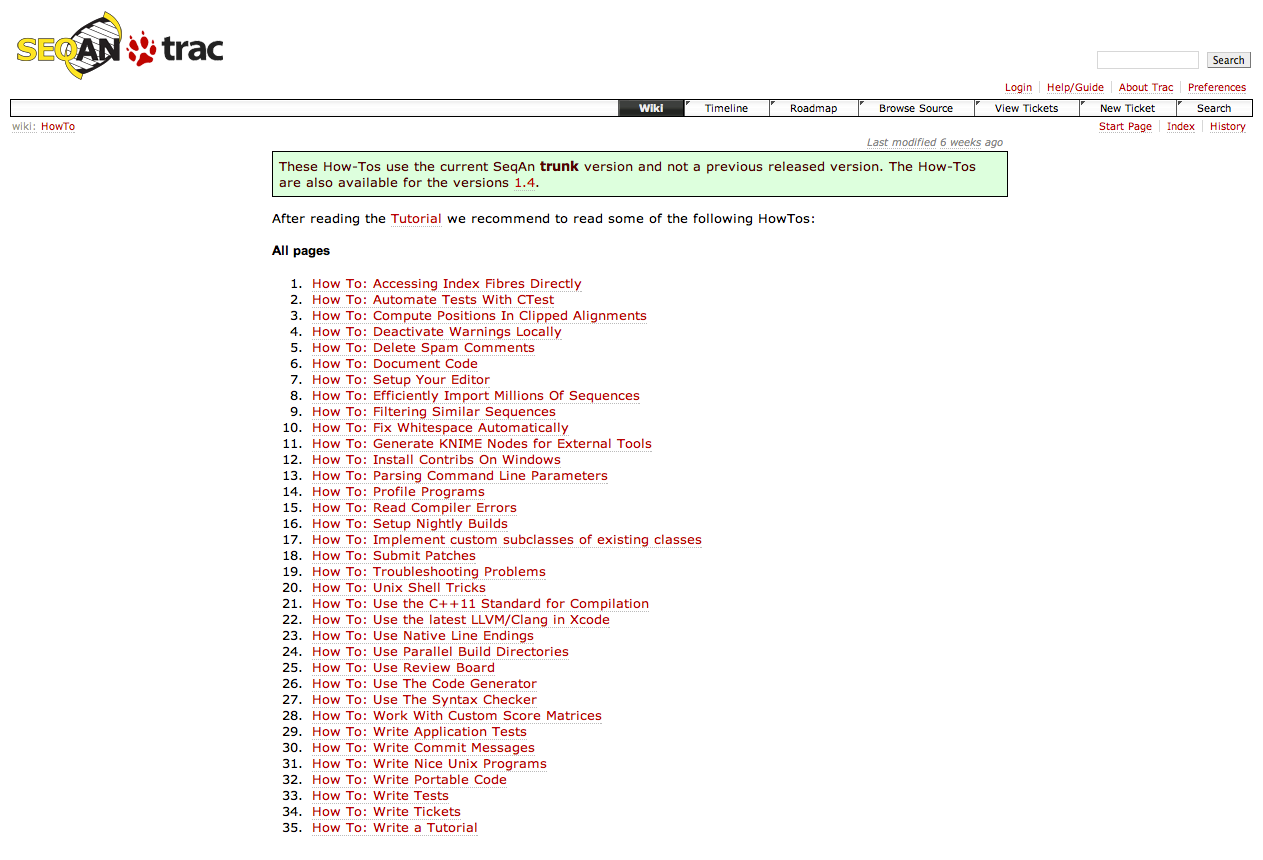 SEQAN trac
Search
Login Help/Guide About Trac Preferences
Wiki Timeline Roadmap Browse Source View Tickets New Ticket Search
wiki: HowTo Start Page Index History
Last modified 6 weeks ago
These How-Tos use the current SeqAn trunk version and not a previous released version. The How-Tos
are also available for the versions 1.4.
After reading the Tutorial we recommend to read some of the following HowTos:
All pages
1. How To: Accessing Index Fibres Directly
2. How To: Automate Tests With CTest
3. How To: Compute Positions In Clipped Alignments
4. How To: Deactivate Warnings Locally
5. How To: Delete Spam Comments
6. How To: Document Code
7. How To: Setup Your Editor
8. How To: Efficiently Import Millions Of Sequences
9. How To: Filtering Similar Sequences
10. How To: Fix Whitespace Automatically
11. How To: Generate KNIME Nodes for External Tools
12. How To: Install Contribs On Windows
13. How To: Parsing Command Line Parameters
14. How To: Profile Programs
15. How To: Read Compiler Errors
16. How To: Setup Nightly Builds
17. How To: Implement custom subclasses of existing classes
18. How To: Submit Patches
19. How To: Troubleshooting Problems
20. How To: Unix Shell Tricks
21. How To: Use the C++11 Standard for Compilation
22. How To: Use the latest LLVM/Clang in Xcode
23. How To: Use Native Line Endings
24. How To: Use Parallel Build Directories
25. How To: Use Review Board
26. How To: Use The Code Generator
27. How To: Use The Syntax Checker
28. How To: Work With Custom Score Matrices
29. How To: Write Application Tests
30. How To: Write Commit Messages
31. How To: Write Nice Unix Programs
32. How To: Write Portable Code
33. How To: Write Tests
34. How To: Write Tickets
35. How To: Write a Tutorial